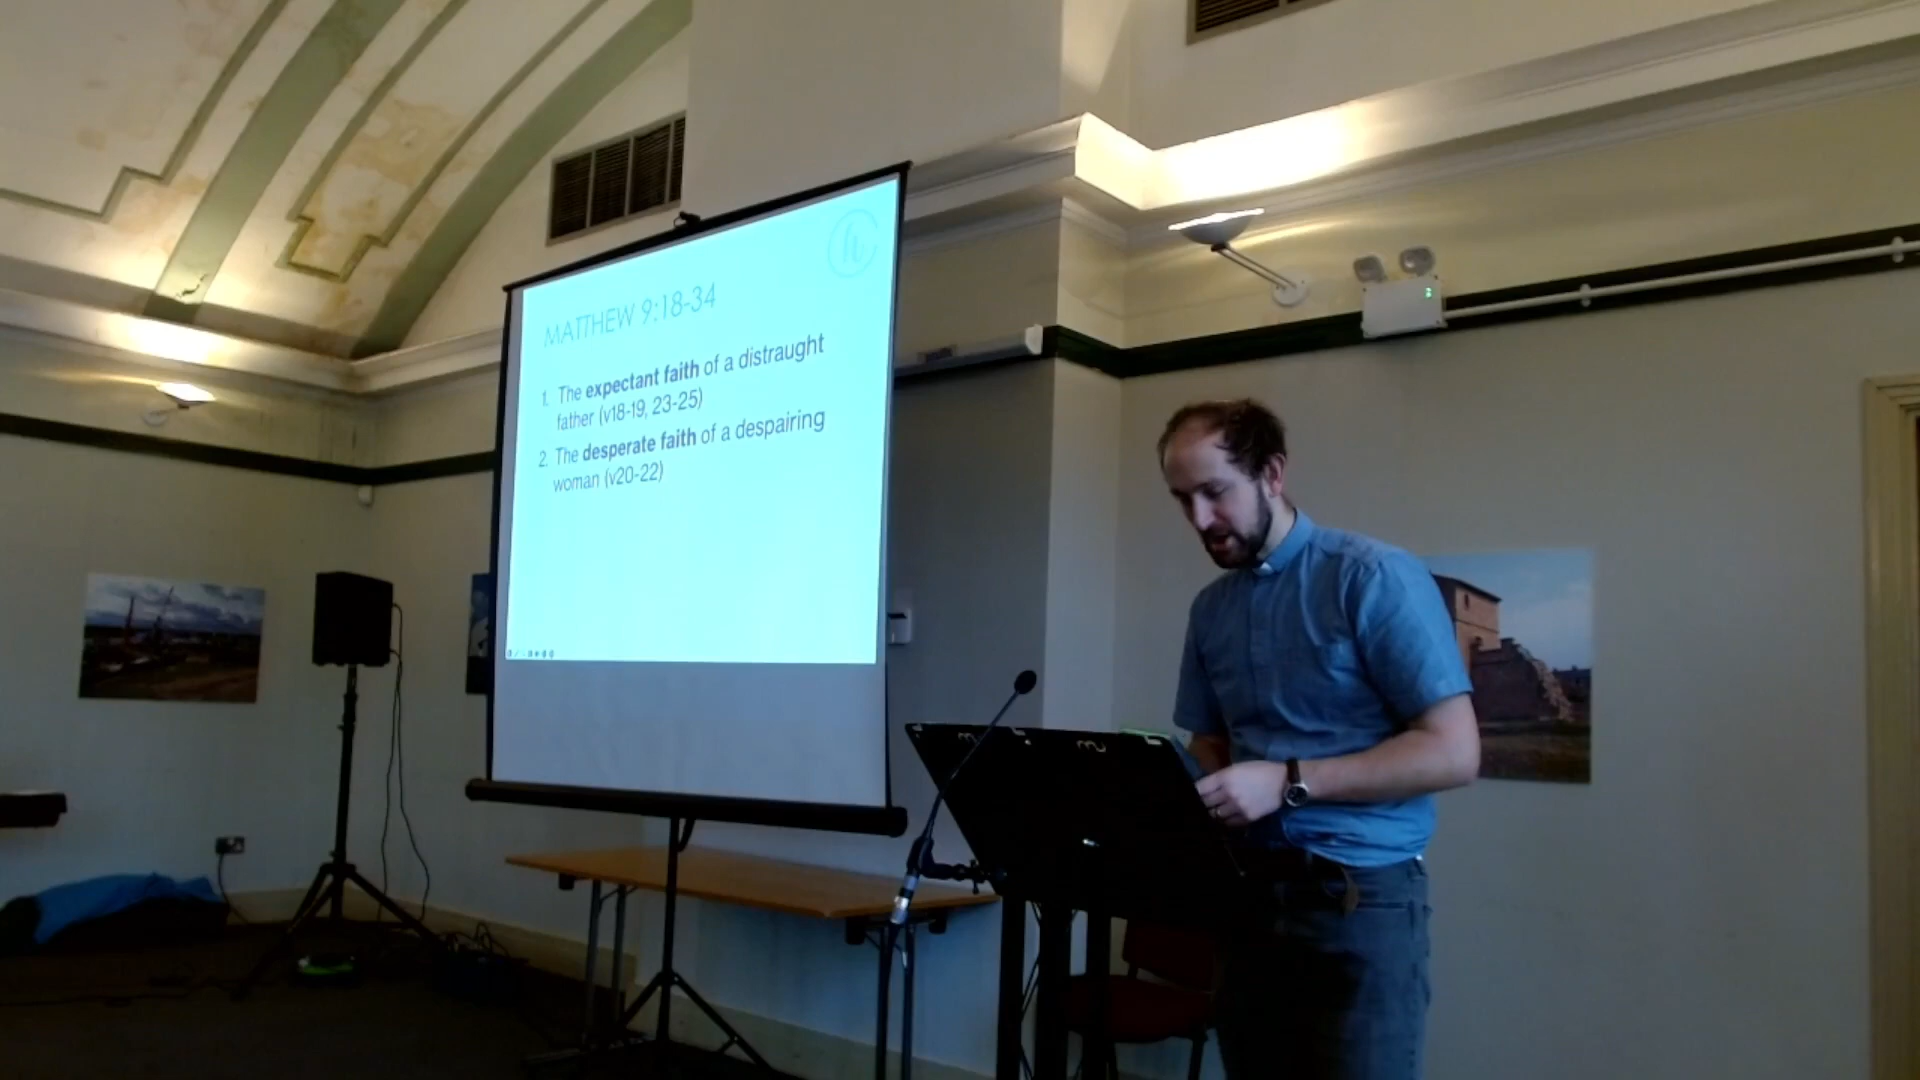 MATTHEW 9:18-34
1. The expectant faith of a distraught
father (v18-19, 23-25)
2. The desperate faith of a despairing
woman (v20-22)